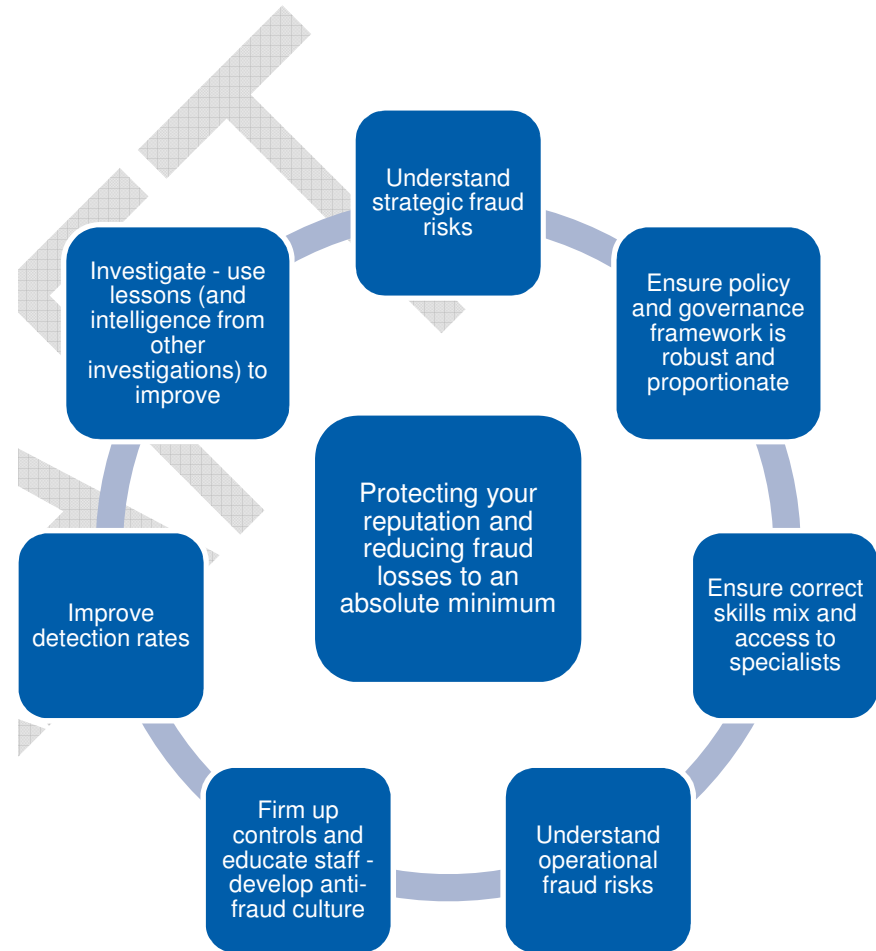 Understand
strategic fraud
risks
Ensure policy
and governance
framework is
robust and
proportionate
Ensure correct
skills mix and
access to
specialists
Understand
operational
fraud risks
Firm up
controls and
educate staff -
develop anti-
fraud culture
Improve
detection rates
Investigate - use
lessons (and
intelligence from
other
investigations) to
improve
Protecting your
reputation and
reducing fraud
losses to an
absolute minimum